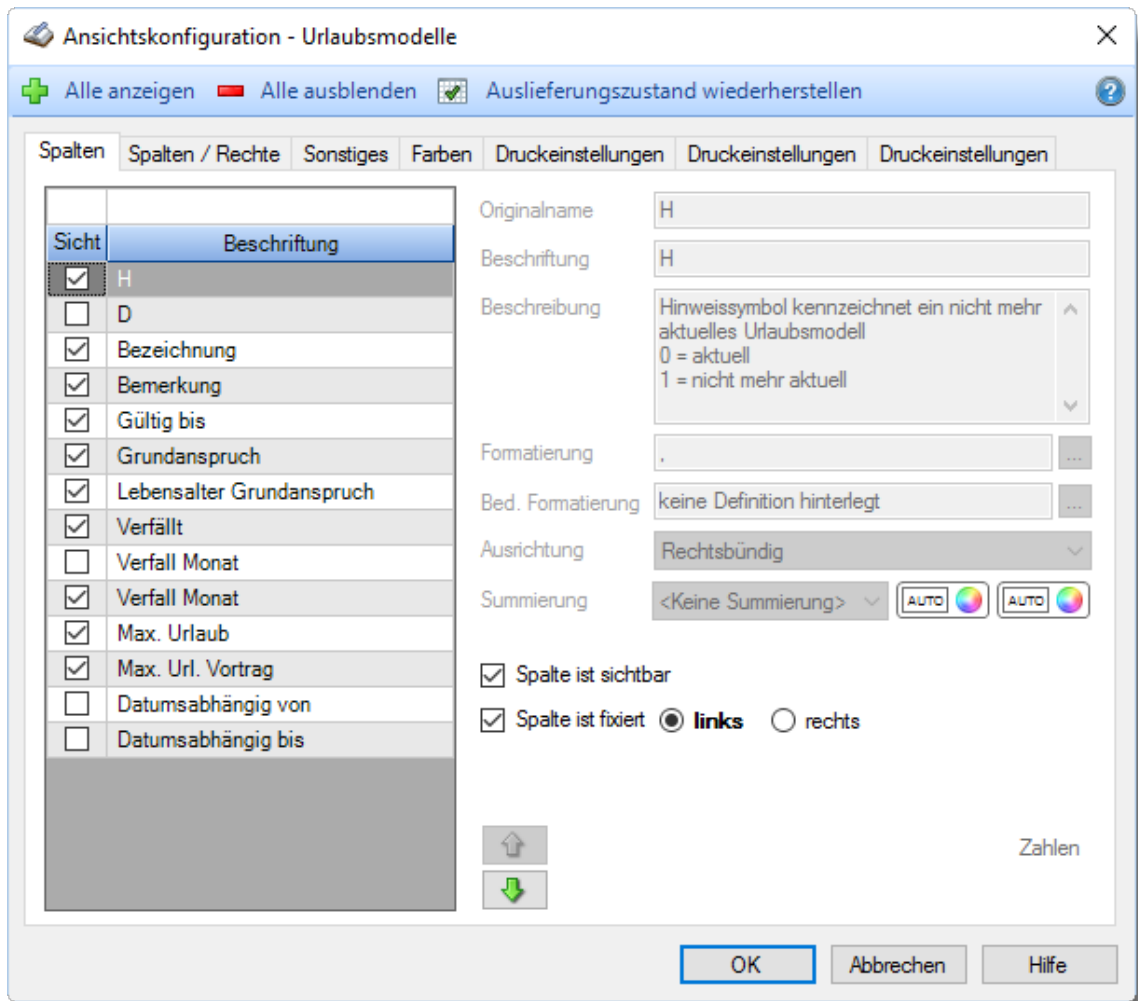 Ansichtskonfiguration - Urlaubsmodelle
Alle anzeigen Alle ausblenden Auslieferungszustand wiederherstellen
Spalten Spalten / Rechte Sonstiges Farben Druckeinstellungen Druckeinstellungen Druckeinstellungen
Sicht Beschriftung
H
D
Bezeichnung
Bemerkung
Gültig bis
Grundanspruch
Lebensalter Grundanspruch
Verfällt
Verfall Monat
Verfall Monat
Max. Urlaub
Max. Url. Vortrag
Datumsabhängig von
Datumsabhängig bis
Originalname H
Beschriftung H
Beschreibung Hinweissymbol kennzeichnet ein nicht mehr
aktuelles Urlaubsmodell
0 = aktuell
1 = nicht mehr aktuell
Formatierung , ...
Bed. Formatierung keine Definition hinterlegt ...
Ausrichtung Rechtsbündig
Summierung <Keine Summierung> AUTO AUTO
Spalte ist sichtbar
Spalte ist fixiert links rechts
Zahlen
OK Abbrechen Hilfe